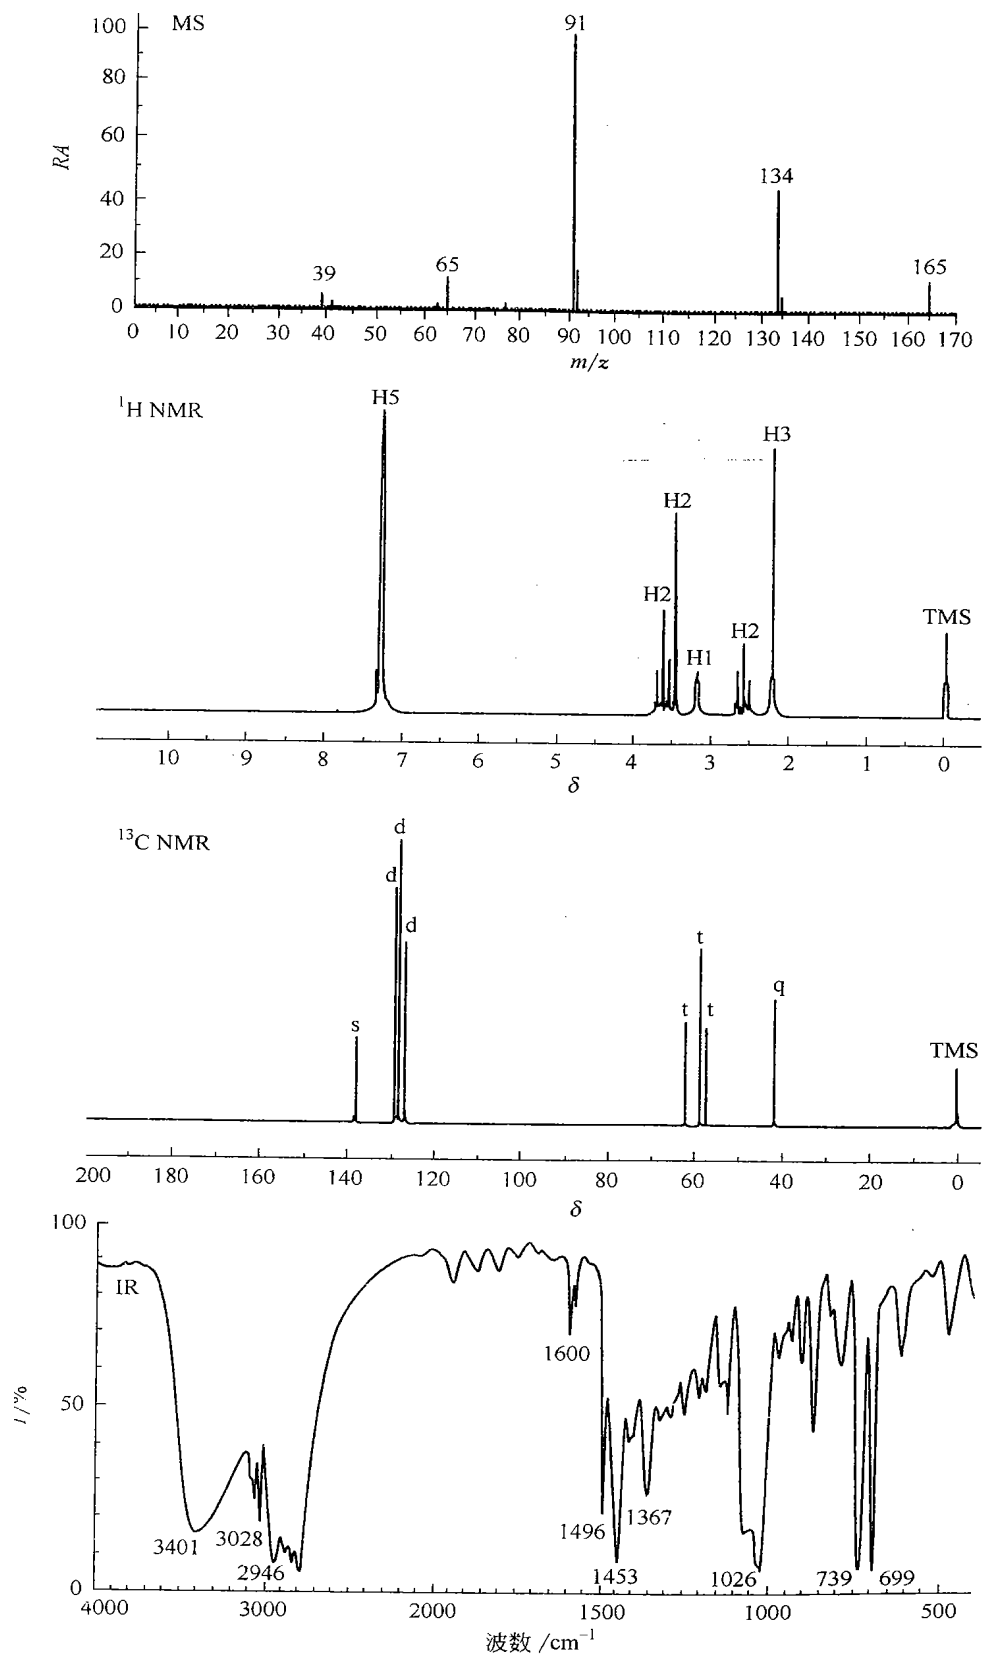 MS
91
134
165
65
39
RA
100
80
60
40
20
0
0 10 20 30 40 50 60 70 80 90 100 110 120 130 140 150 160 170
m/z
¹H NMR
H5
H3
H2
H2
H1
H2
TMS
10 9 8 7 6 5 4 3 2 1 0
δ
¹³C NMR
d
d
d
s
t
t
t
q
TMS
200 180 160 140 120 100 80 60 40 20 0
δ
100
IR
50
0
T/%
3401
3028
2946
1600
1496
1453
1367
1026
739
699
4000 3000 2000 1500 1000 500
波数 /cm⁻¹